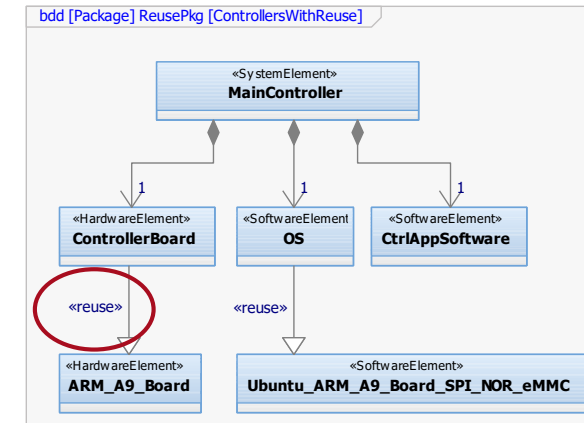 bdd [Package] ReusePkg [ControllersWithReuse]
«SystemElement»
MainController
1
1
1
«HardwareElement»
ControllerBoard
«SoftwareElement
OS
«SoftwareElement»
CtrlAppSoftware
«reuse»
«reuse»
«HardwareElement»
ARM_A9_Board
«SoftwareElement»
Ubuntu_ARM_A9_Board_SPI_NOR_eMMC